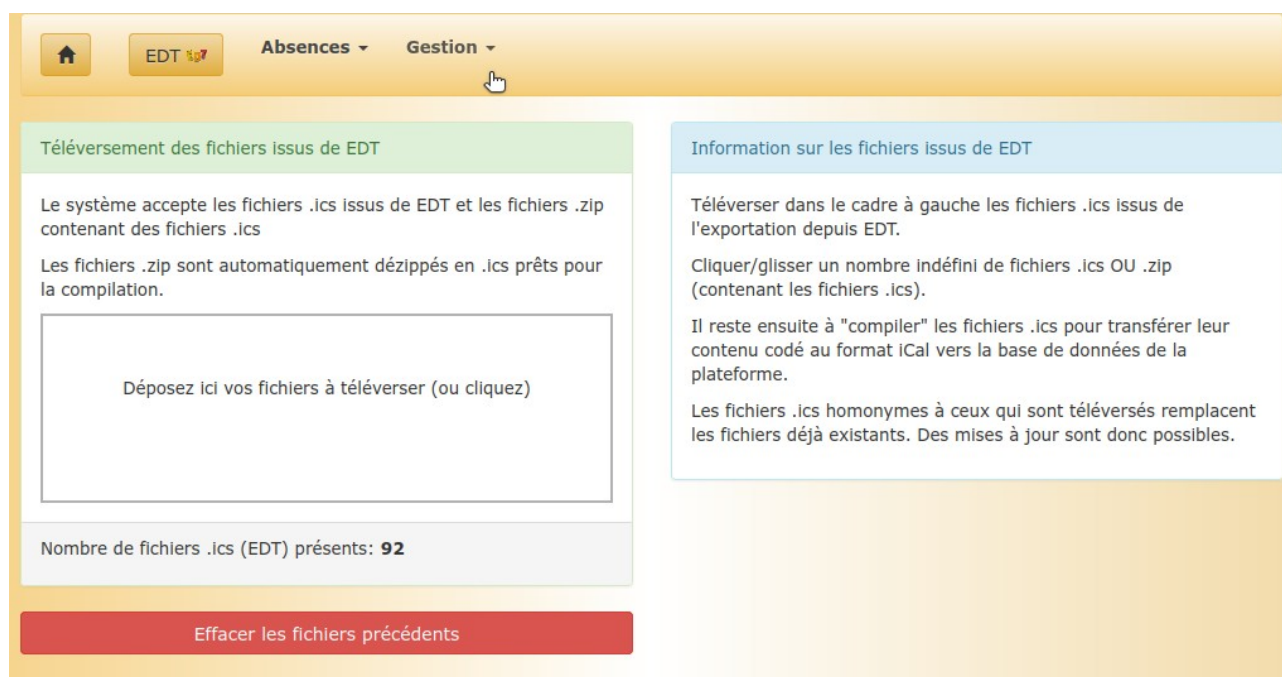 EDT
Absences
Gestion
Téléversement des fichiers issus de EDT
Le système accepte les fichiers .ics issus de EDT et les fichiers .zip
contenant des fichiers .ics
Les fichiers .zip sont automatiquement dézippés en .ics prêts pour
la compilation.
Déposez ici vos fichiers à téléverser (ou cliquez)
Nombre de fichiers .ics (EDT) présents: 92
Effacer les fichiers précédents
Information sur les fichiers issus de EDT
Téléverser dans le cadre à gauche les fichiers .ics issus de
l'exportation depuis EDT.
Cliquer/glisser un nombre indéfini de fichiers .ics OU .zip
(contenant les fichiers .ics).
Il reste ensuite à "compiler" les fichiers .ics pour transférer leur
contenu codé au format iCal vers la base de données de la
plateforme.
Les fichiers .ics homonymes à ceux qui sont téléversés remplacent
les fichiers déjà existants. Des mises à jour sont donc possibles.